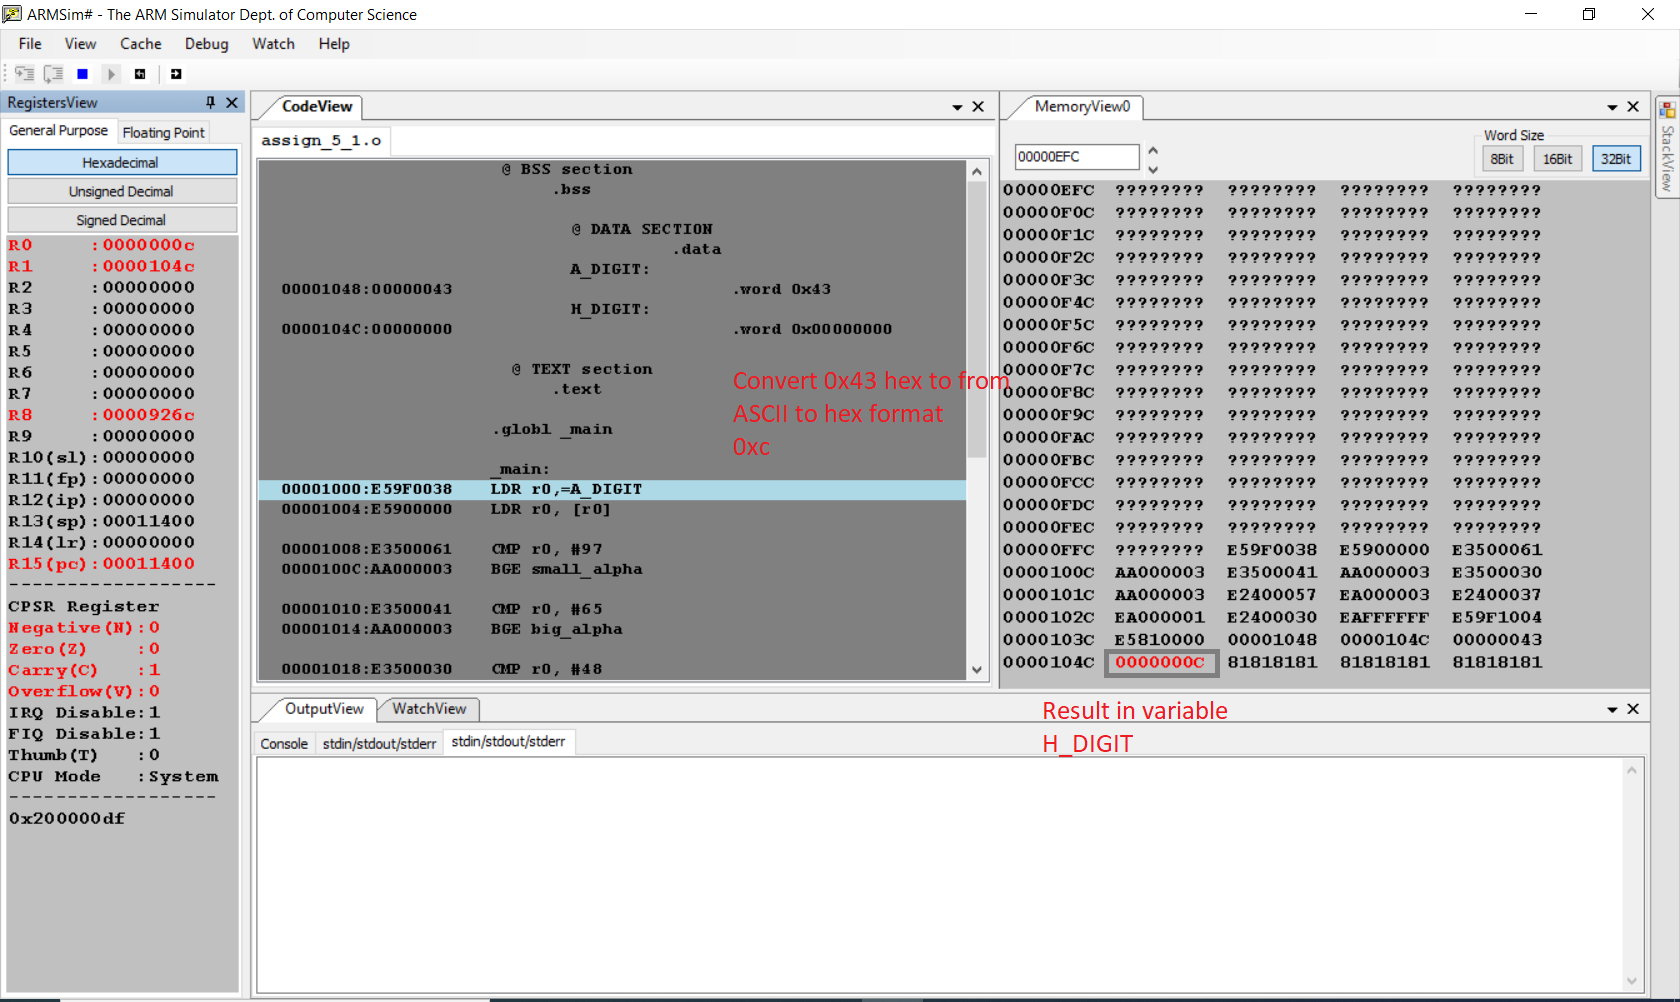 ARMSim# - The ARM Simulator Dept. of Computer Science
File View Cache Debug Watch Help
RegistersView
General Purpose Floating Point
Hexadecimal
Unsigned Decimal
Signed Decimal
R0 :0000000c
R1 :0000104c
R2 :00000000
R3 :00000000
R4 :00000000
R5 :00000000
R6 :00000000
R7 :00000000
R8 :0000926c
R9 :00000000
R10(sl):00000000
R11(fp):00000000
R12(ip):00000000
R13(sp):00011400
R14(lr):00000000
R15(pc):00011400
-------------------
CPSR Register
Negative(N):0
Zero(Z) :0
Carry(C) :1
Overflow(V):0
IRQ Disable:1
FIQ Disable:1
Thumb(T) :0
CPU Mode :System
-------------------
0x200000df
CodeView
assign_5_1.o
@ BSS section
.bss
@ DATA SECTION
.data
A_DIGIT:
00001048:00000043 .word 0x43
H_DIGIT:
0000104C:00000000 .word 0x00000000
@ TEXT section
.text
.globl _main
_main:
00001000:E59F0038 LDR r0,=A_DIGIT
00001004:E5900000 LDR r0, [r0]
00001008:E3500061 CMP r0, #97
0000100C:AA000003 BGE small_alpha
00001010:E3500041 CMP r0, #65
00001014:AA000003 BGE big_alpha
00001018:E3500030 CMP r0, #48
Convert 0x43 hex to from
ASCII to hex format
0xc
MemoryView0
00000EFC
Word Size
8Bit 16Bit 32Bit
00000EFC ???????? ???????? ???????? ????????
00000F0C ???????? ???????? ???????? ????????
00000F1C ???????? ???????? ???????? ????????
00000F2C ???????? ???????? ???????? ????????
00000F3C ???????? ???????? ???????? ????????
00000F4C ???????? ???????? ???????? ????????
00000F5C ???????? ???????? ???????? ????????
00000F6C ???????? ???????? ???????? ????????
00000F7C ???????? ???????? ???????? ????????
00000F8C ???????? ???????? ???????? ????????
00000F9C ???????? ???????? ???????? ????????
00000FAC ???????? ???????? ???????? ????????
00000FBC ???????? ???????? ???????? ????????
00000FCC ???????? ???????? ???????? ????????
00000FDC ???????? ???????? ???????? ????????
00000FEC ???????? ???????? ???????? ????????
00000FFC ???????? E59F0038 E5900000 E3500061
0000100C AA000003 E3500041 AA000003 E3500030
0000101C AA000003 E2400057 EA000003 E2400037
0000102C EA000001 E2400030 EAFFFFFF E59F1004
0000103C E5810000 00001048 0000104C 00000043
0000104C 0000000C 81818181 81818181 81818181
StackView
OutputView WatchView
Console stdin/stdout/stderr stdin/stdout/stderr
Result in variable
H_DIGIT